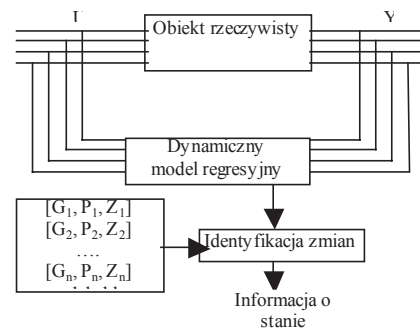 Y
Obiekt rzeczywisty
Dynamiczny
model regresyjny
[G₁, P₁, Z₁]
[G₂, P₂, Z₂]
....
[Gₙ, Pₙ, Zₙ]
Identyfikacja zmian
Informacja o
stanie